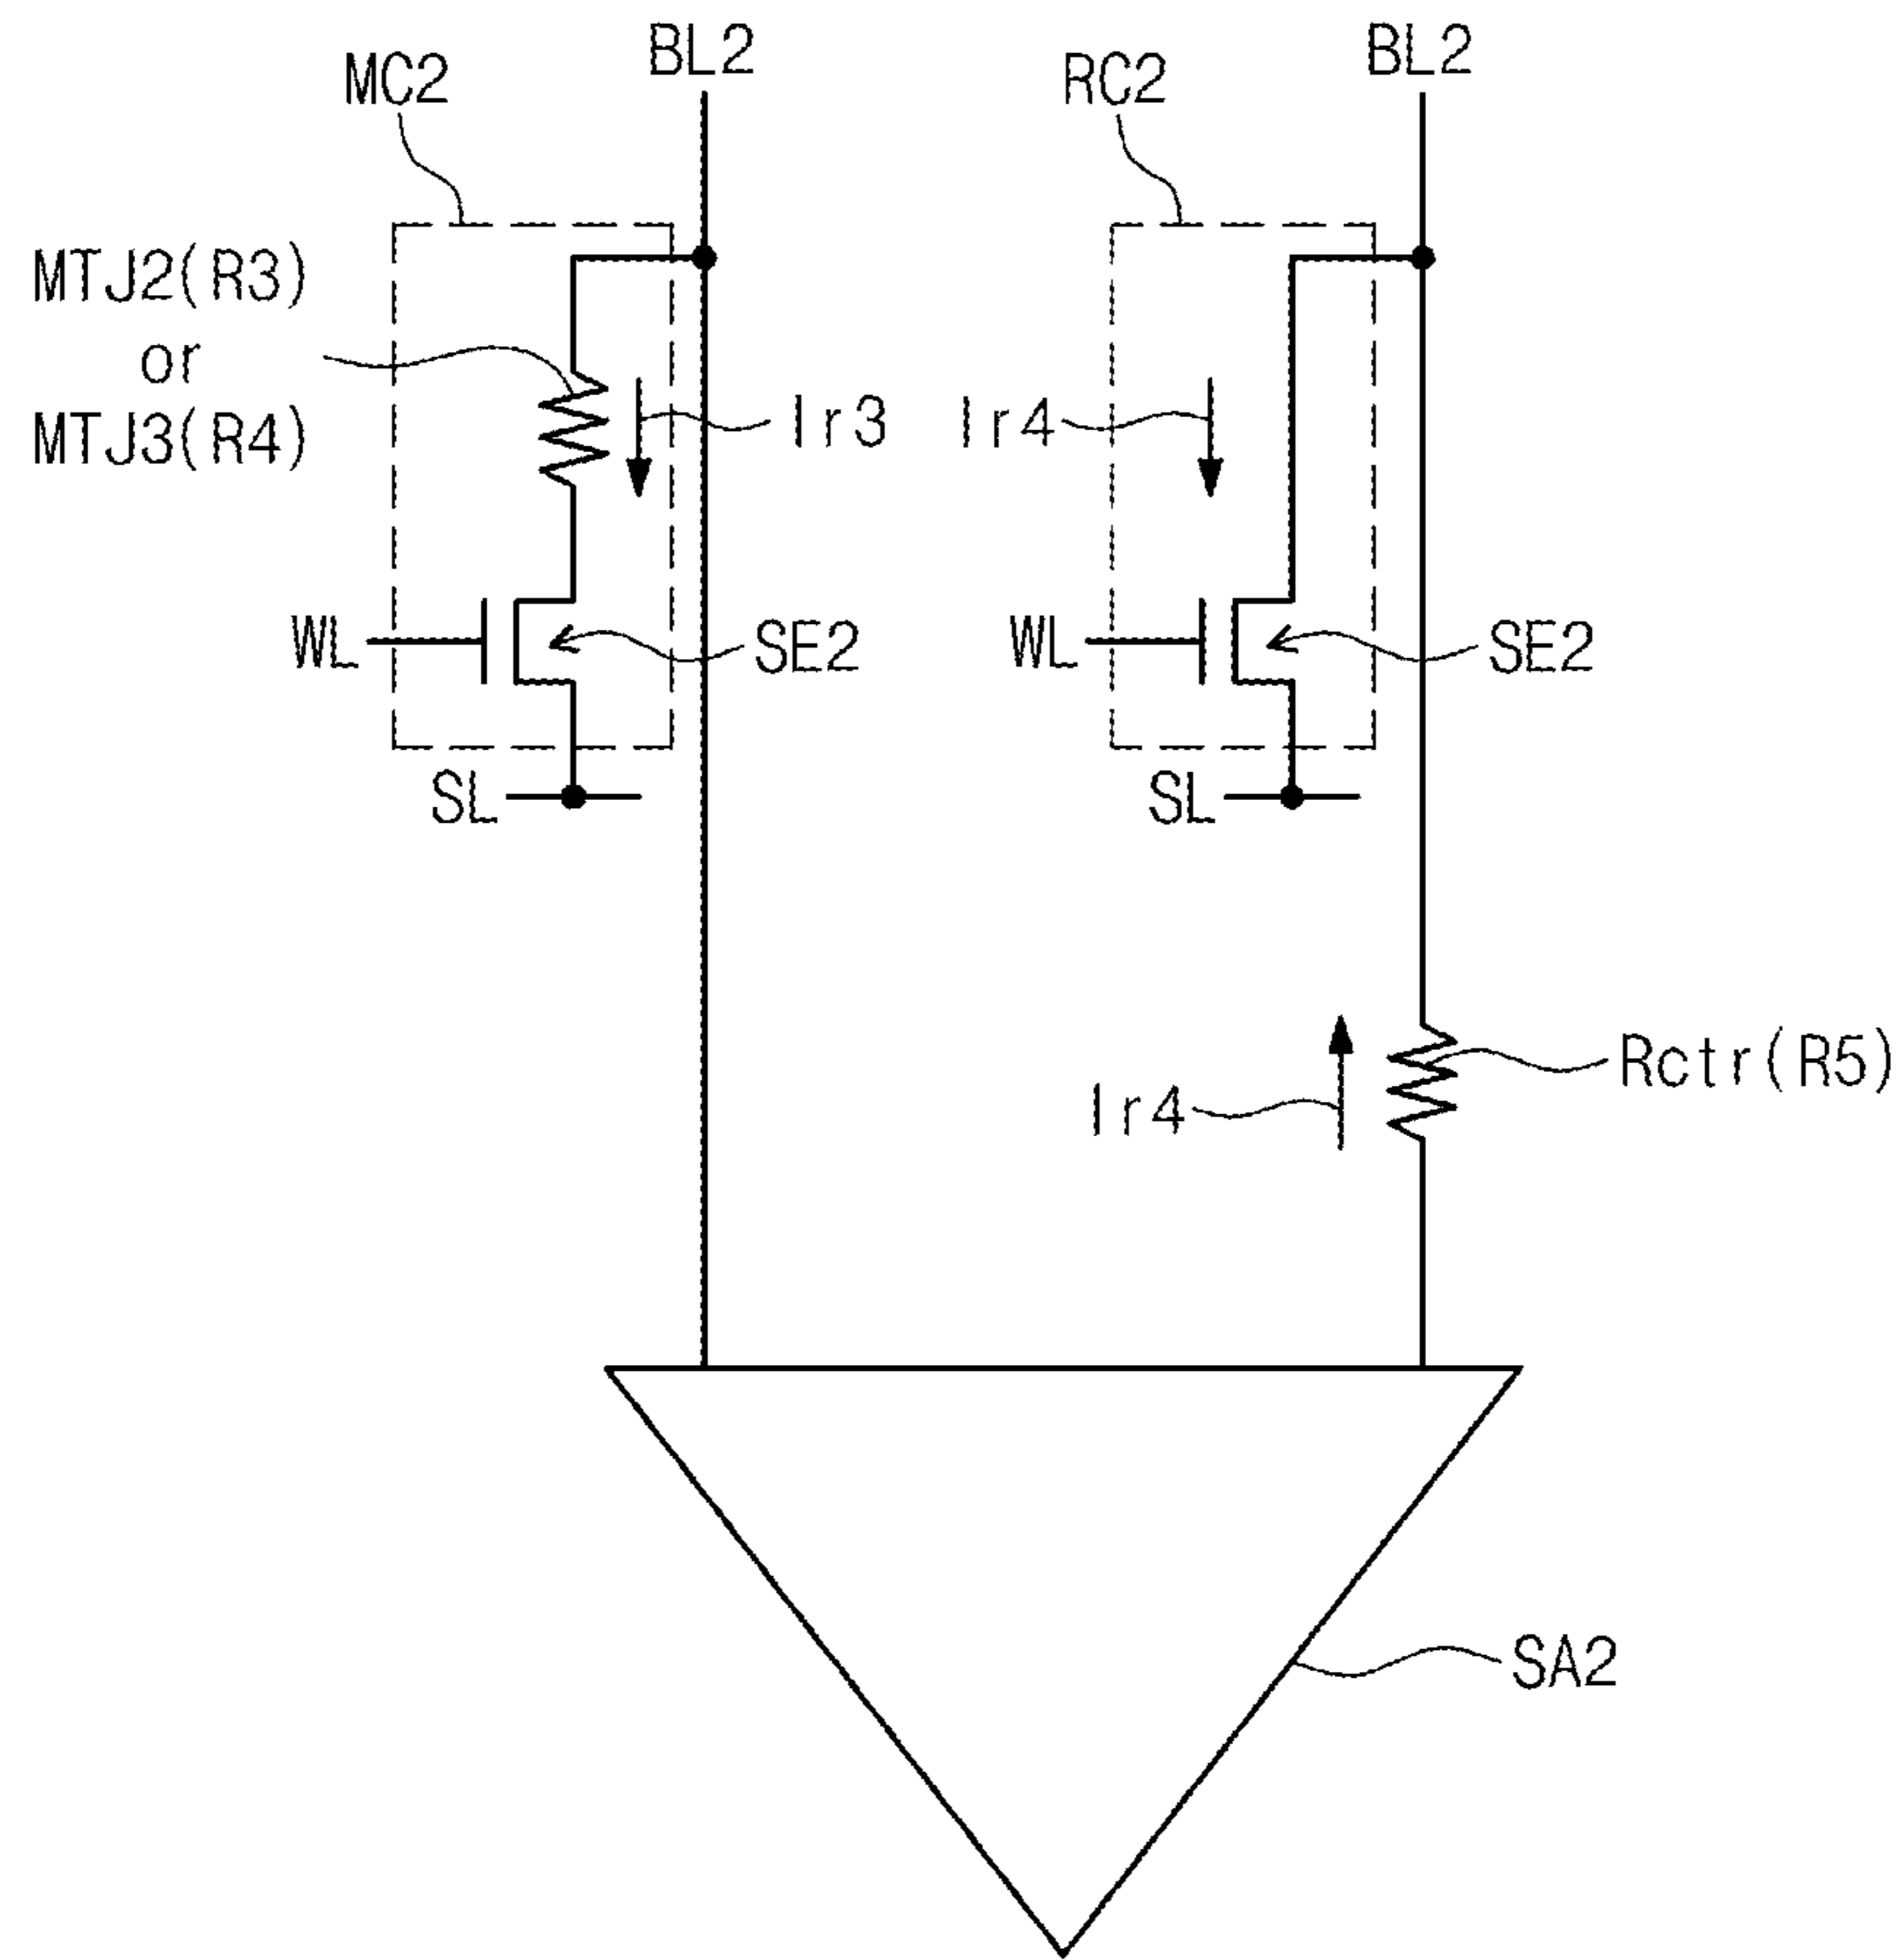 MC2
BL2
RC2
BL2
MTJ2(R3)
or
MTJ3(R4)
Ir3
Ir4
WL
SE2
WL
SE2
SL
SL
Rctr(R5)
Ir4
SA2